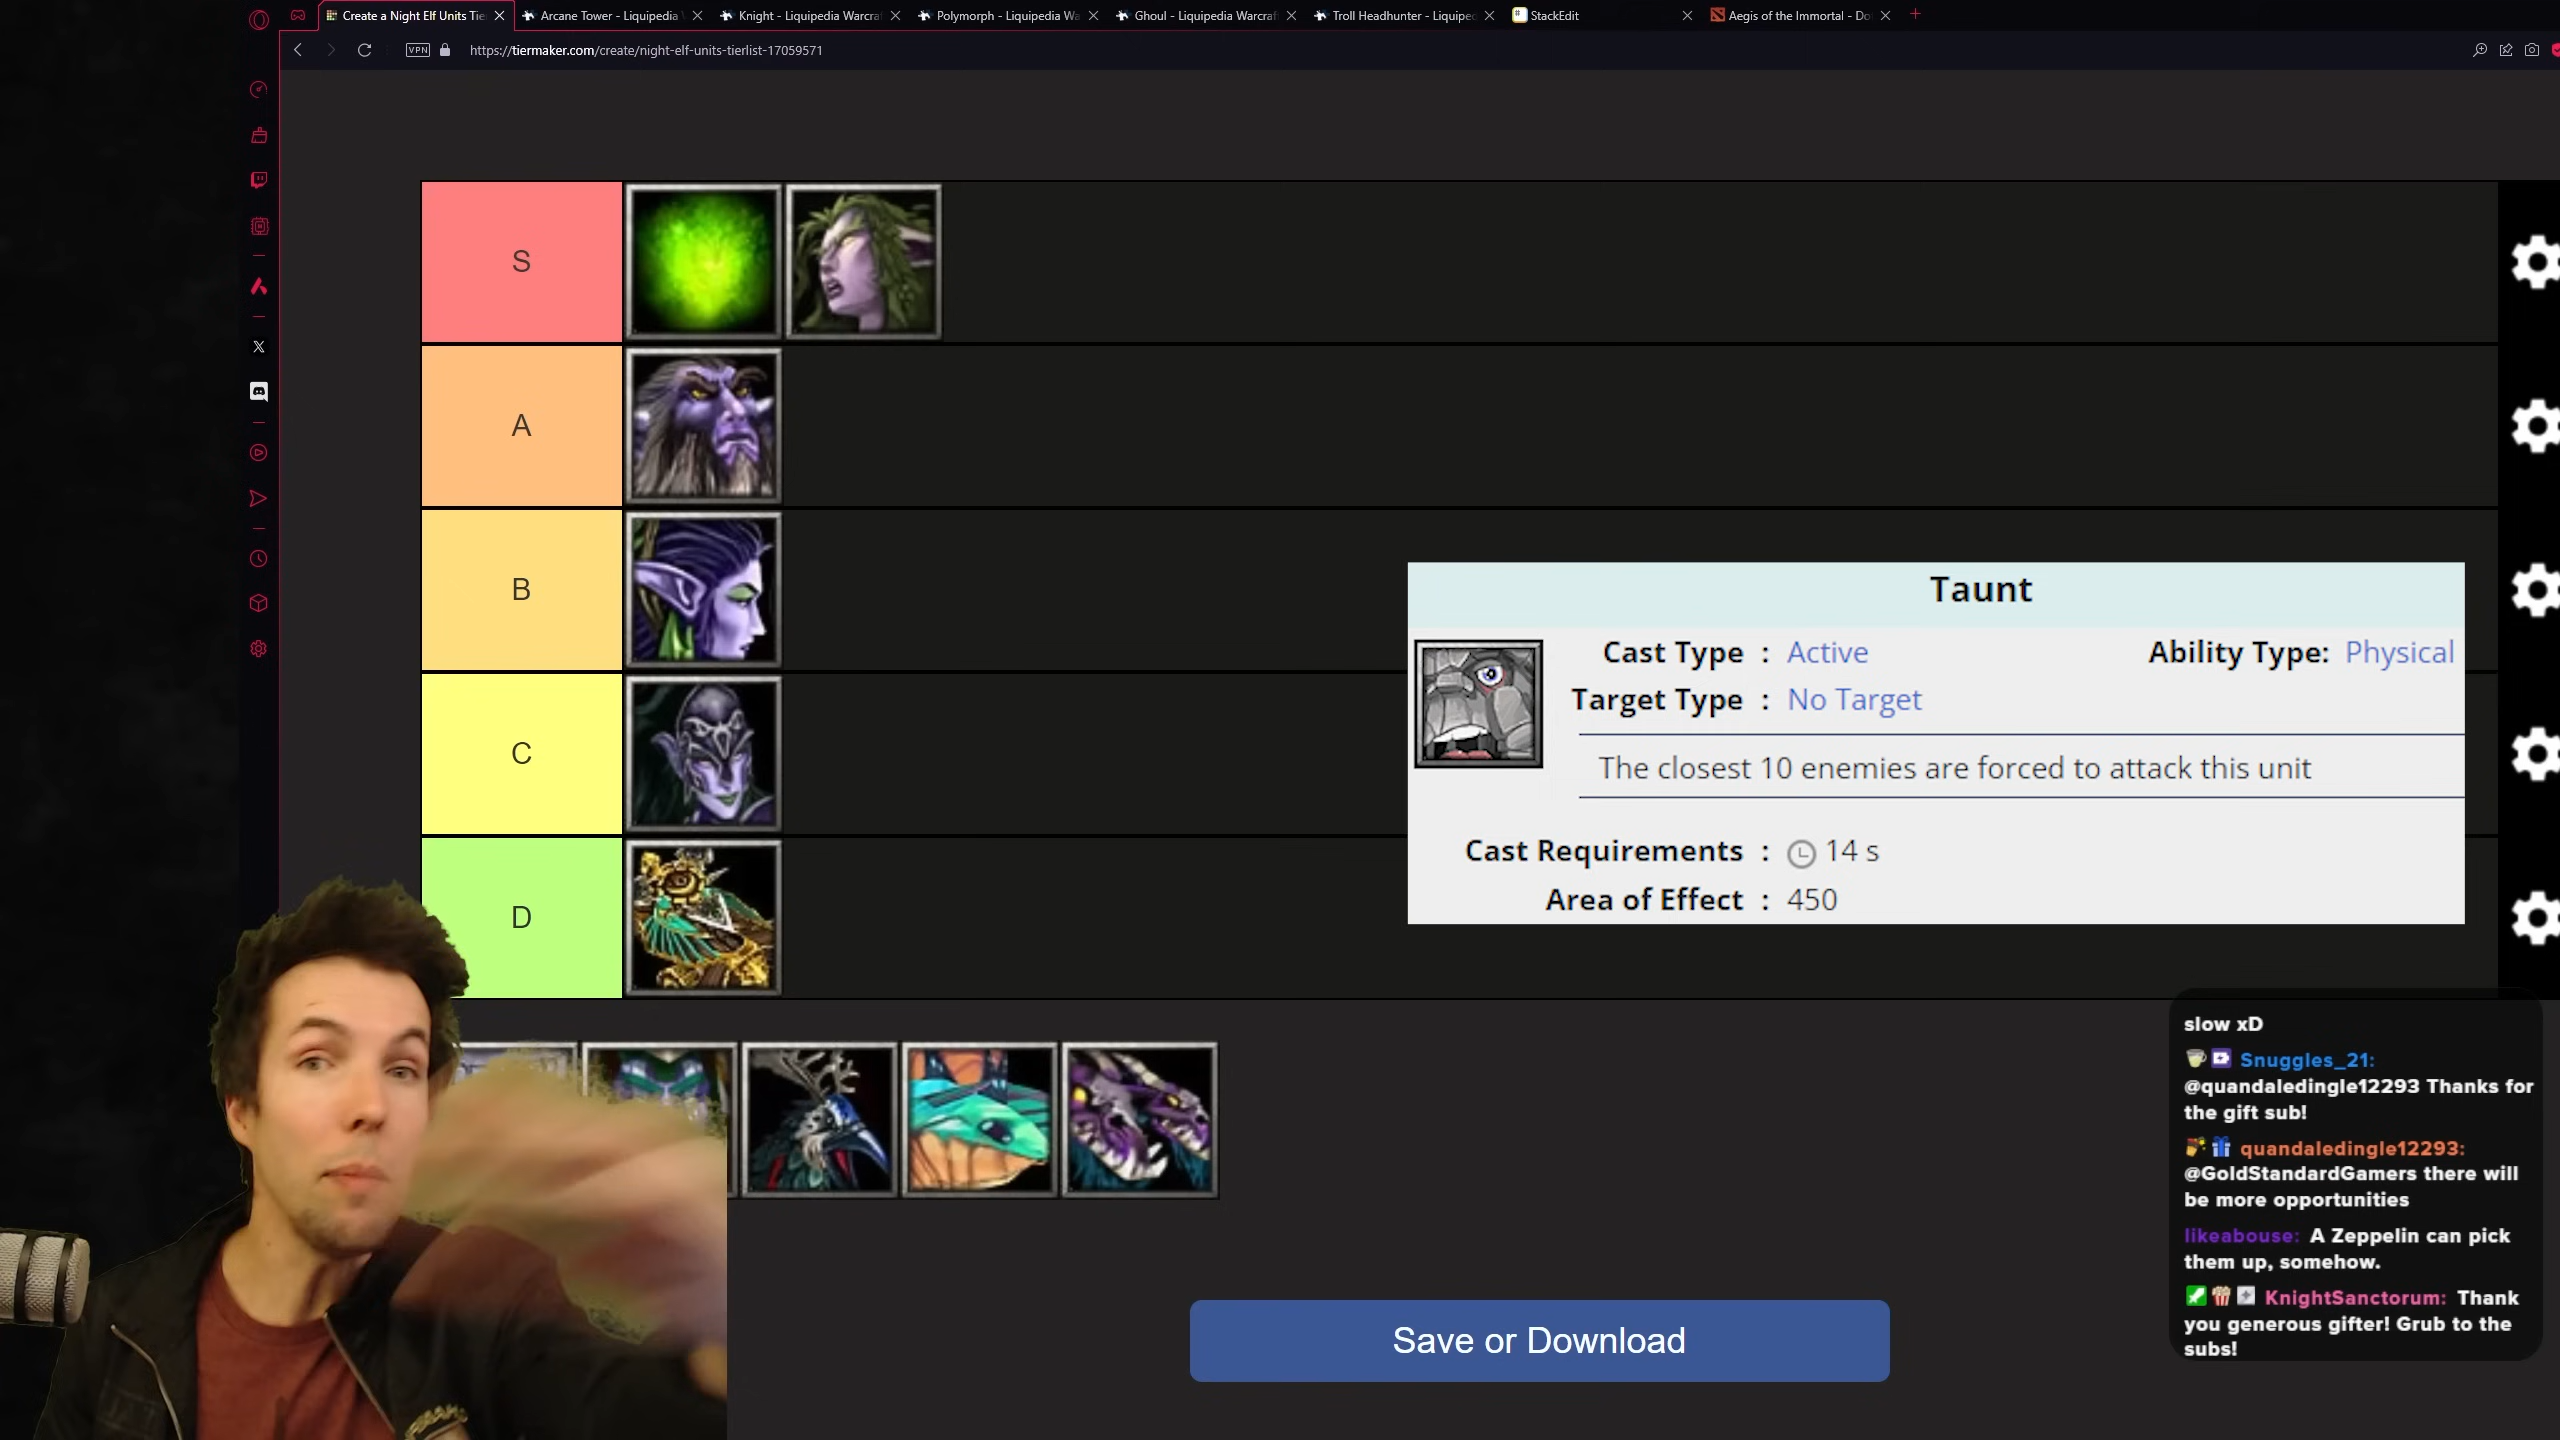 Create a Night Elf Units Tie
Arcane Tower - Liquipedia
Knight - Liquipedia Warcra
Polymorph - Liquipedia Wa
Ghoul - Liquipedia Warcraf
Troll Headhunter - Liquiped
StackEdit
Aegis of the Immortal - Do
VPN
https://tiermaker.com/create/night-elf-units-tierlist-17059571
S
A
B
C
D
Taunt
Cast Type : Active
Ability Type: Physical
Target Type : No Target
The closest 10 enemies are forced to attack this unit
Cast Requirements : 14 s
Area of Effect : 450
slow xD
Snuggles_21:
@quandaledingle12293 Thanks for
the gift sub!
quandaledingle12293:
@GoldStandardGamers there will
be more opportunities
likeabouse: A Zeppelin can pick
them up, somehow.
KnightSanctorum: Thank
you generous gifter! Grub to the
subs!
Save or Download